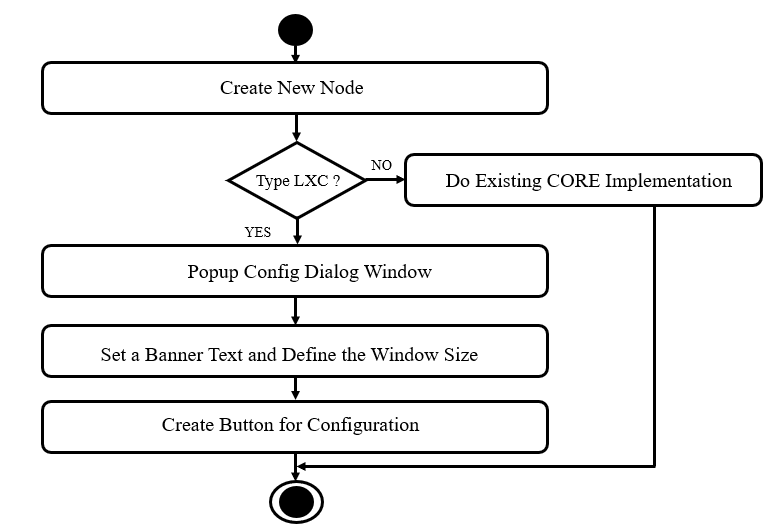 Create New Node
Type LXC ?
NO
Do Existing CORE Implementation
YES
Popup Config Dialog Window
Set a Banner Text and Define the Window Size
Create Button for Configuration